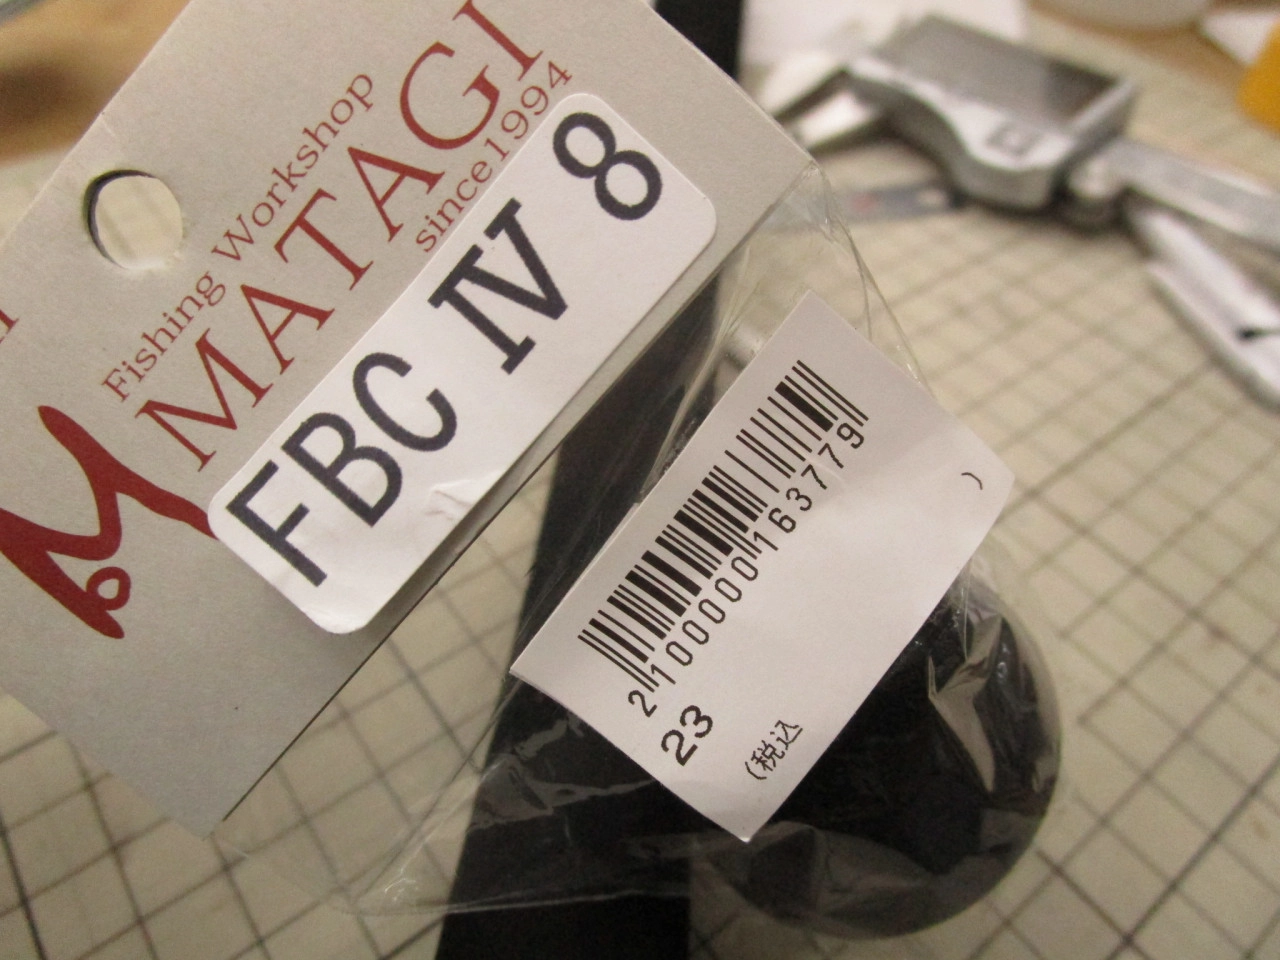 Fishing Workshop
MATAGI
since1994
FBC Ⅳ 8
2100000163779
23
(税込
)